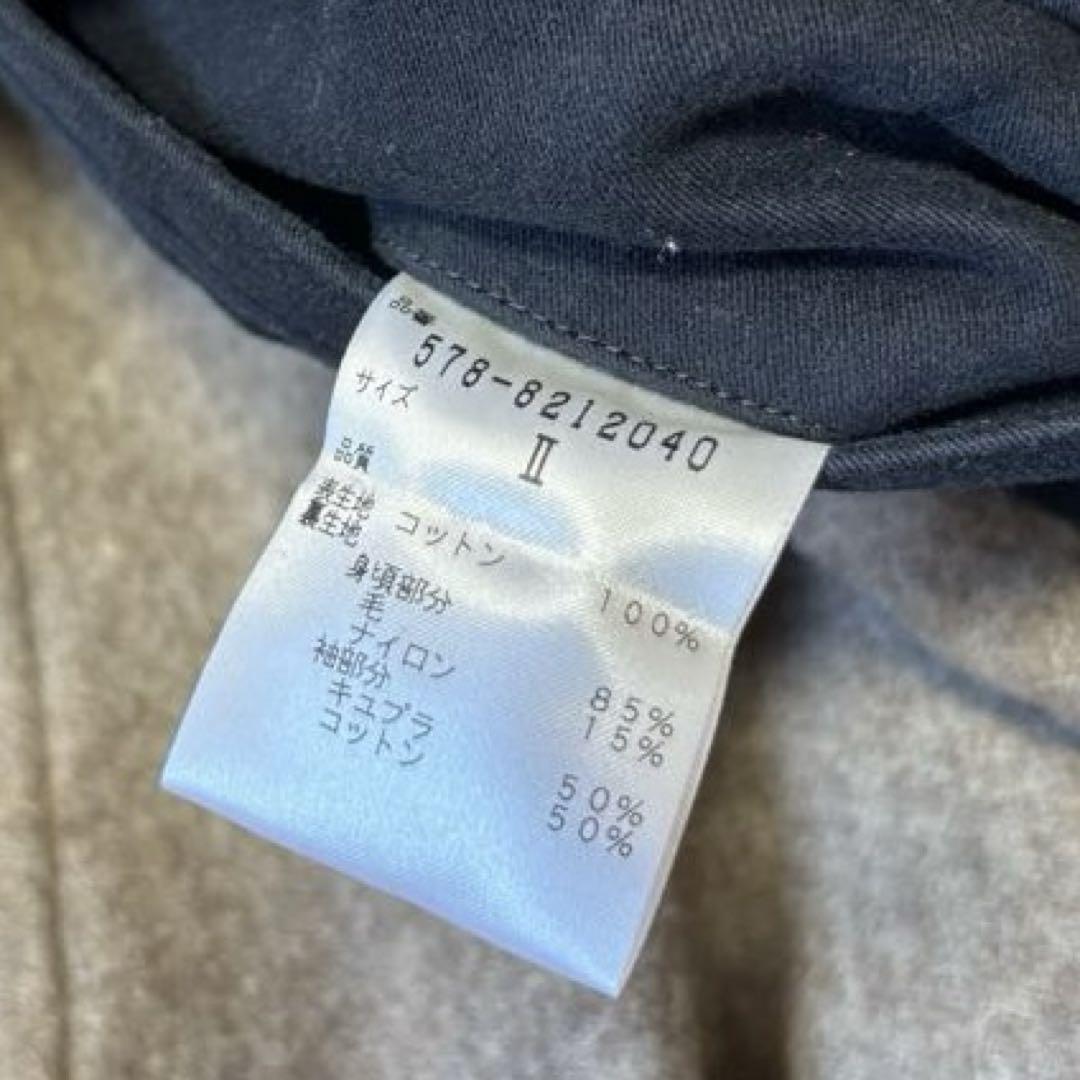 品番
578-8212040
サイズ
Ⅱ
品質
表生地 コットン 100%
裏生地
身頃部分
毛 85%
ナイロン 15%
袖部分
キュプラ 50%
コットン 50%